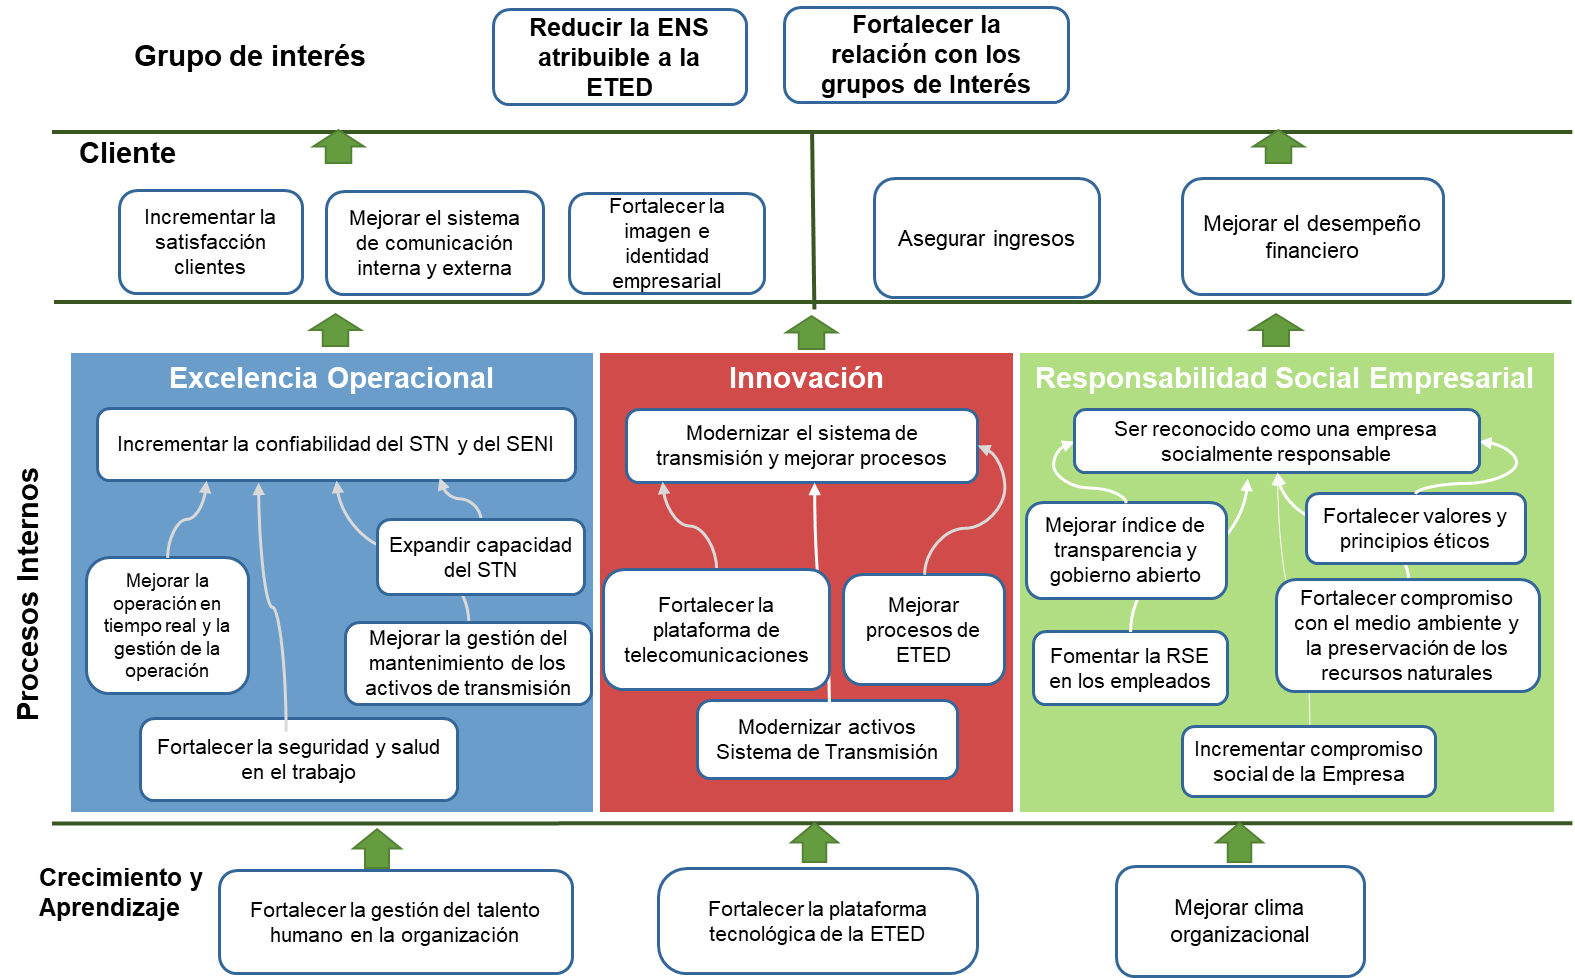 Grupo de interés
Reducir la ENS
atribuible a la
ETED
Fortalecer la
relación con los
grupos de Interés
Cliente
Incrementar la
satisfacción
clientes
Mejorar el sistema
de comunicación
interna y externa
Fortalecer la
imagen e
identidad
empresarial
Asegurar ingresos
Mejorar el desempeño
financiero
Procesos Internos
Excelencia Operacional
Incrementar la confiabilidad del STN y del SENI
Expandir capacidad
del STN
Mejorar la
operación en
tiempo real y la
gestión de la
operación
Mejorar la gestión del
mantenimiento de los
activos de transmisión
Fortalecer la seguridad y salud
en el trabajo
Innovación
Modernizar el sistema de
transmisión y mejorar procesos
Fortalecer la
plataforma de
telecomunicaciones
Mejorar
procesos de
ETED
Modernizar activos
Sistema de Transmisión
Responsabilidad Social Empresarial
Ser reconocido como una empresa
socialmente responsable
Mejorar índice de
transparencia y
gobierno abierto
Fortalecer valores y
principios éticos
Fomentar la RSE
en los empleados
Fortalecer compromiso
con el medio ambiente y
la preservación de los
recursos naturales
Incrementar compromiso
social de la Empresa
Crecimiento y
Aprendizaje
Fortalecer la gestión del talento
humano en la organización
Fortalecer la plataforma
tecnológica de la ETED
Mejorar clima
organizacional